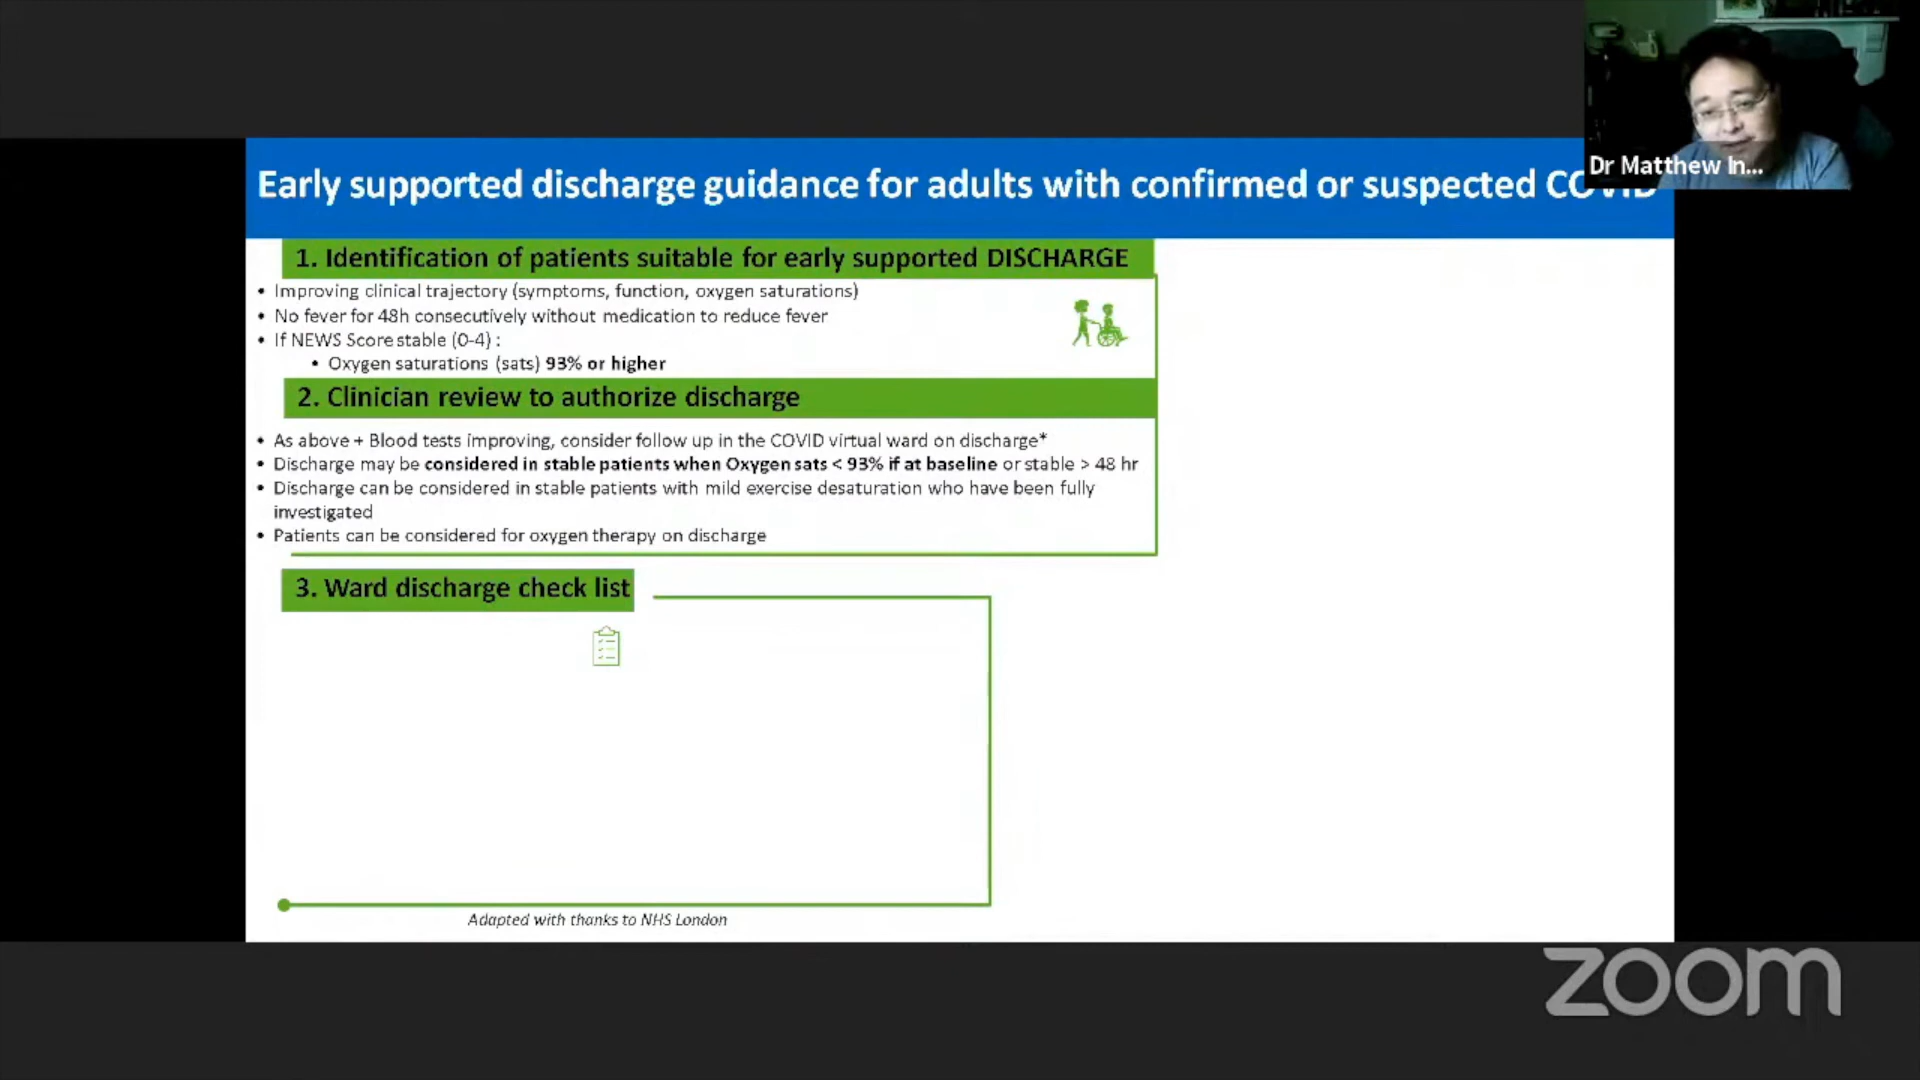 Dr Matthew In...
Early supported discharge guidance for adults with confirmed or suspected COVID
1. Identification of patients suitable for early supported DISCHARGE
• Improving clinical trajectory (symptoms, function, oxygen saturations)
• No fever for 48h consecutively without medication to reduce fever
• If NEWS Score stable (0-4) :
• Oxygen saturations (sats) 93% or higher
2. Clinician review to authorize discharge
• As above + Blood tests improving, consider follow up in the COVID virtual ward on discharge*
• Discharge may be considered in stable patients when Oxygen sats < 93% if at baseline or stable > 48 hr
• Discharge can be considered in stable patients with mild exercise desaturation who have been fully
investigated
• Patients can be considered for oxygen therapy on discharge
3. Ward discharge check list
Adapted with thanks to NHS London
zoom